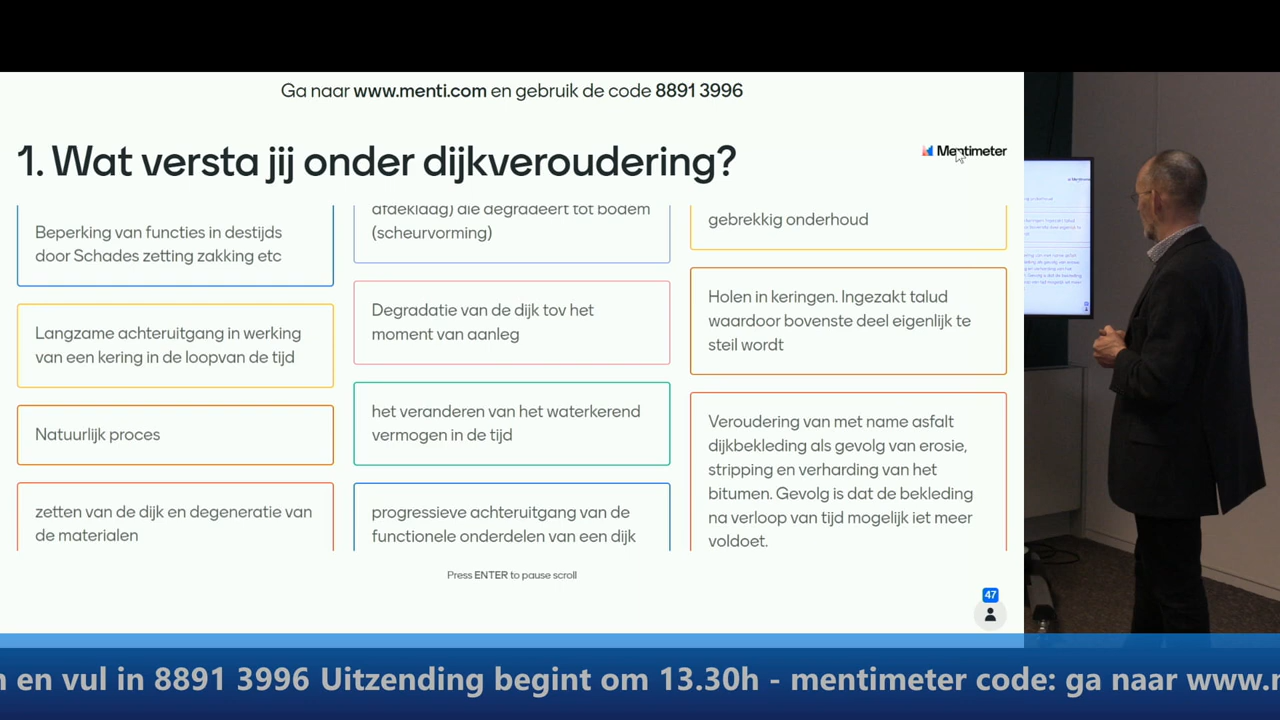 Ga naar www.menti.com en gebruik de code 8891 3996
1. Wat versta jij onder dijkveroudering?
Mentimeter
Beperking van functies in destijds
door Schades zetting zakking etc
Langzame achteruitgang in werking
van een kering in de loopvan de tijd
Natuurlijk proces
zetten van de dijk en degeneratie van
de materialen
afdeklaag) die degradeert tot bodem
(scheurvorming)
Degradatie van de dijk tov het
moment van aanleg
het veranderen van het waterkerend
vermogen in de tijd
progressieve achteruitgang van de
functionele onderdelen van een dijk
gebrekkig onderhoud
Holen in keringen. Ingezakt talud
waardoor bovenste deel eigenlijk te
steil wordt
Veroudering van met name asfalt
dijkbekleding als gevolg van erosie,
stripping en verharding van het
bitumen. Gevolg is dat de bekleding
na verloop van tijd mogelijk iet meer
voldoet.
Press ENTER to pause scroll
47
n en vul in 8891 3996 Uitzending begint om 13.30h - mentimeter code: ga naar www.